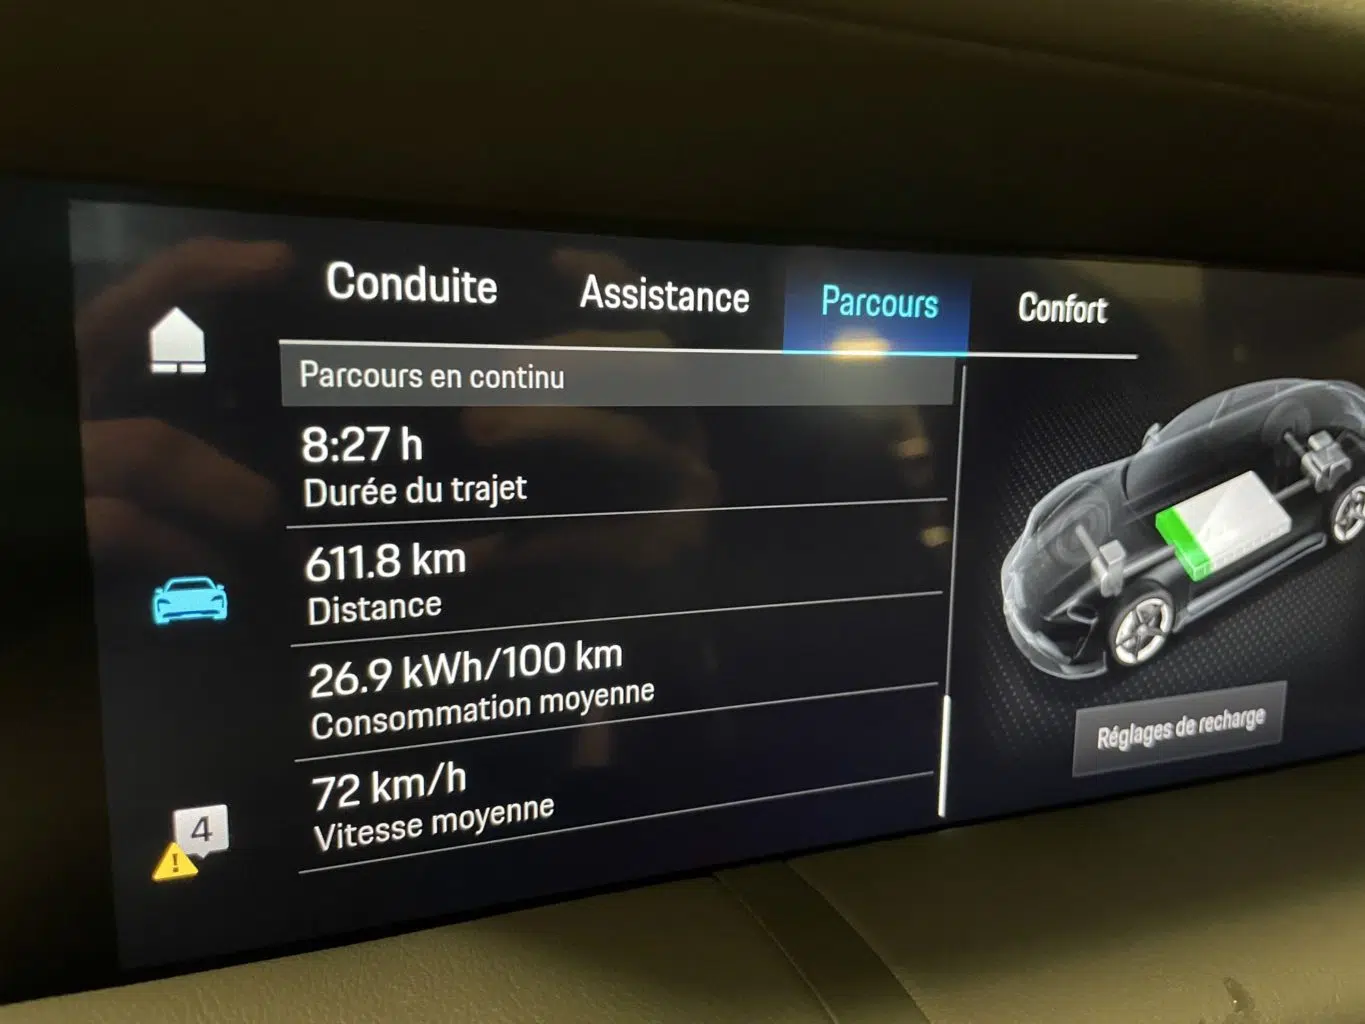 Conduite
Assistance
Parcours
Confort
Parcours en continu
8:27 h
Durée du trajet
611.8 km
Distance
26.9 kWh/100 km
Consommation moyenne
72 km/h
Vitesse moyenne
Réglages de recharge
4